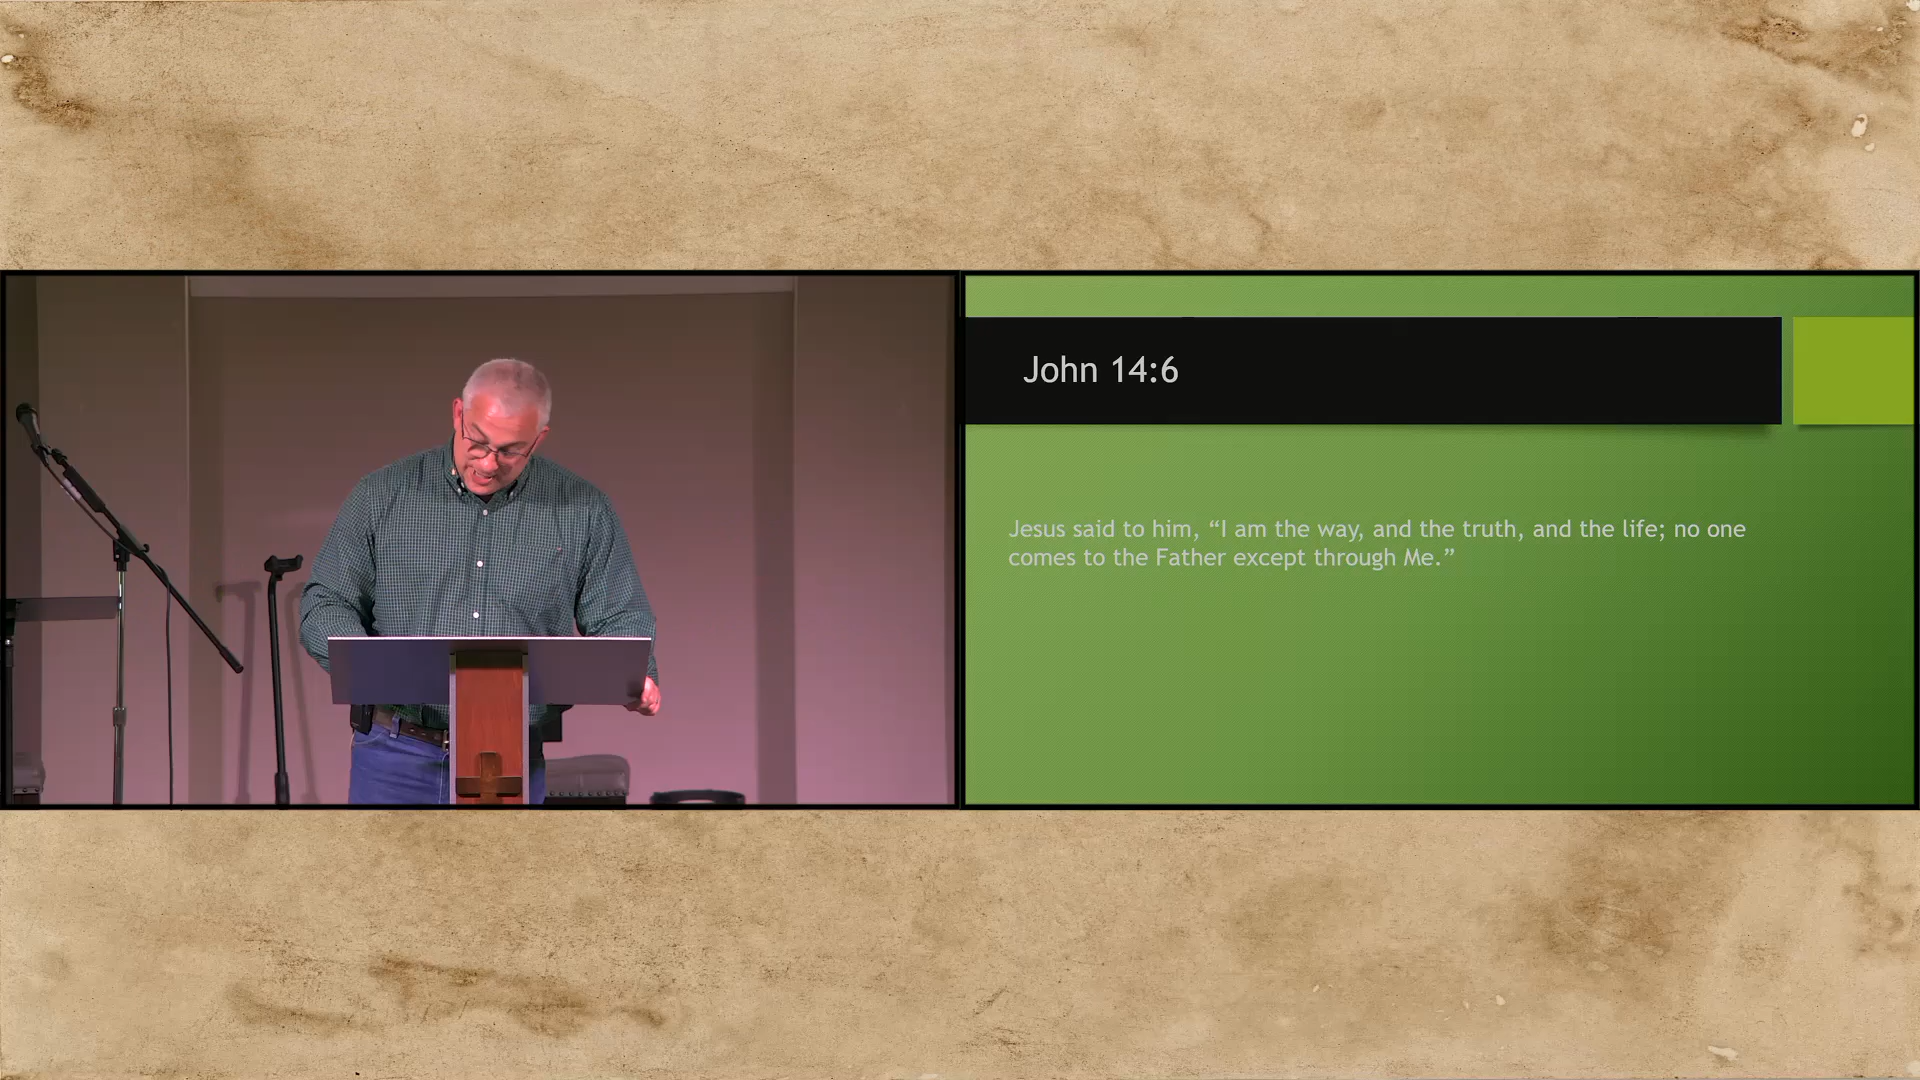 John 14:6
Jesus said to him, “I am the way, and the truth, and the life; no one
comes to the Father except through Me.”